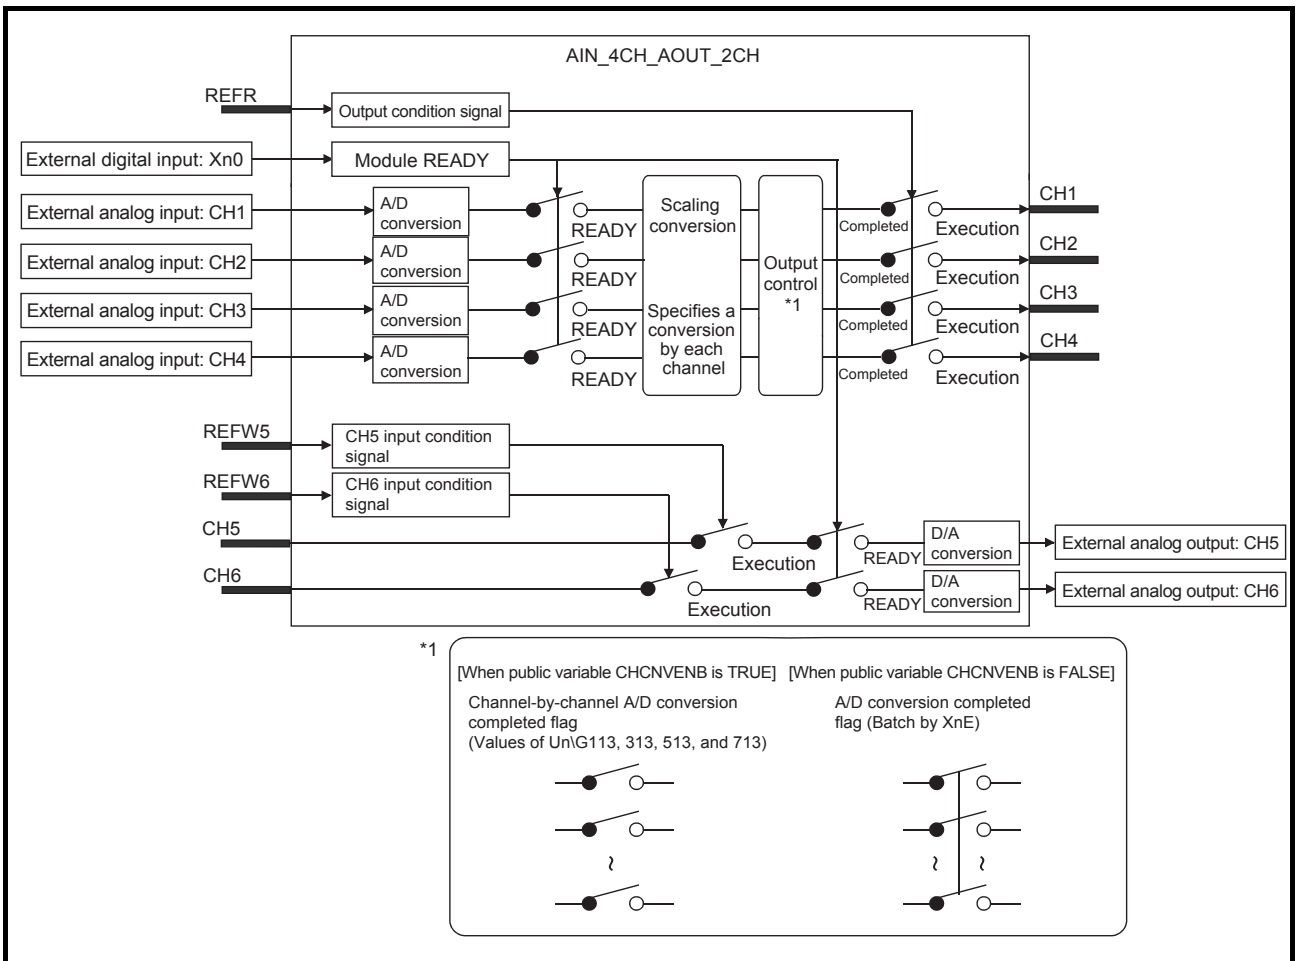 AIN_4CH_AOUT_2CH
REFR
Output condition signal
External digital input: Xn0
Module READY
External analog input: CH1
A/D
conversion
READY
Scaling
conversion
Completed
Execution
CH1
External analog input: CH2
A/D
conversion
READY
Output
control
*1
Completed
Execution
CH2
External analog input: CH3
A/D
conversion
READY
Specifies a
conversion
by each
channel
Completed
Execution
CH3
External analog input: CH4
A/D
conversion
READY
Completed
Execution
CH4
REFW5
CH5 input condition
signal
REFW6
CH6 input condition
signal
CH5
Execution
READY
D/A
conversion
External analog output: CH5
CH6
Execution
READY
D/A
conversion
External analog output: CH6
*1
[When public variable CHCNVENB is TRUE]
Channel-by-channel A/D conversion
completed flag
(Values of Un\G113, 313, 513, and 713)
~
[When public variable CHCNVENB is FALSE]
A/D conversion completed
flag (Batch by XnE)
~ ~